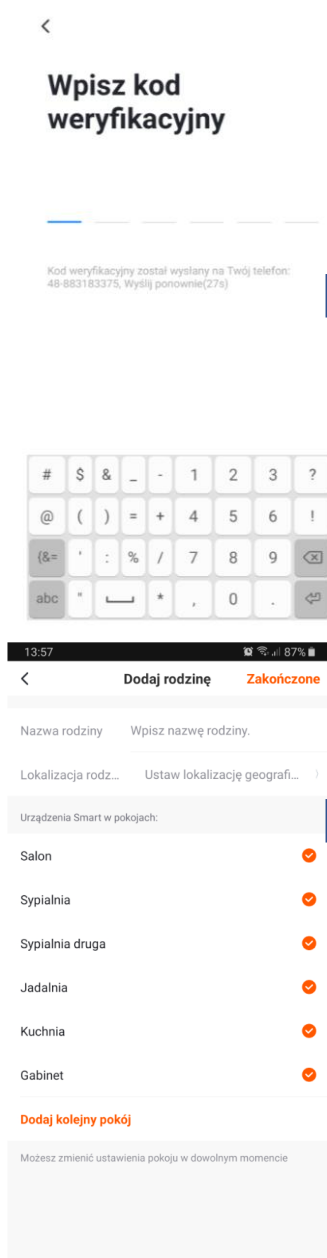 Wpisz kod
weryfikacyjny
Kod weryfikacyjny został wysłany na Twój telefon:
48-883183375, Wyślij ponownie(27s)
# $ & _ - 1 2 3 ?
@ ( ) = + 4 5 6 !
{&= ' : % / 7 8 9
abc " * , 0 .
13:57 87%
Dodaj rodzinę Zakończone
Nazwa rodziny Wpisz nazwę rodziny.
Lokalizacja rodz... Ustaw lokalizację geografi...
Urządzenia Smart w pokojach:
Salon
Sypialnia
Sypialnia druga
Jadalnia
Kuchnia
Gabinet
Dodaj kolejny pokój
Możesz zmienić ustawienia pokoju w dowolnym momencie